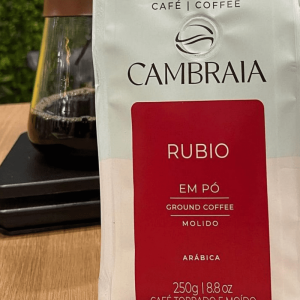 CAFÉ | COFFEE
CAMBRAIA
RUBIO
EM PÓ
GROUND COFFEE
MOLIDO
ARÁBICA
250g | 8.8 oz
CAFÉ TORRADO E MOÍDO